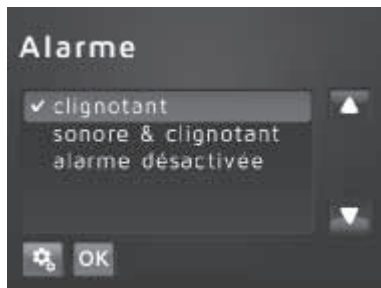 Alarme
✓ clignotant
sonore & clignotant
alarme désactivée
OK